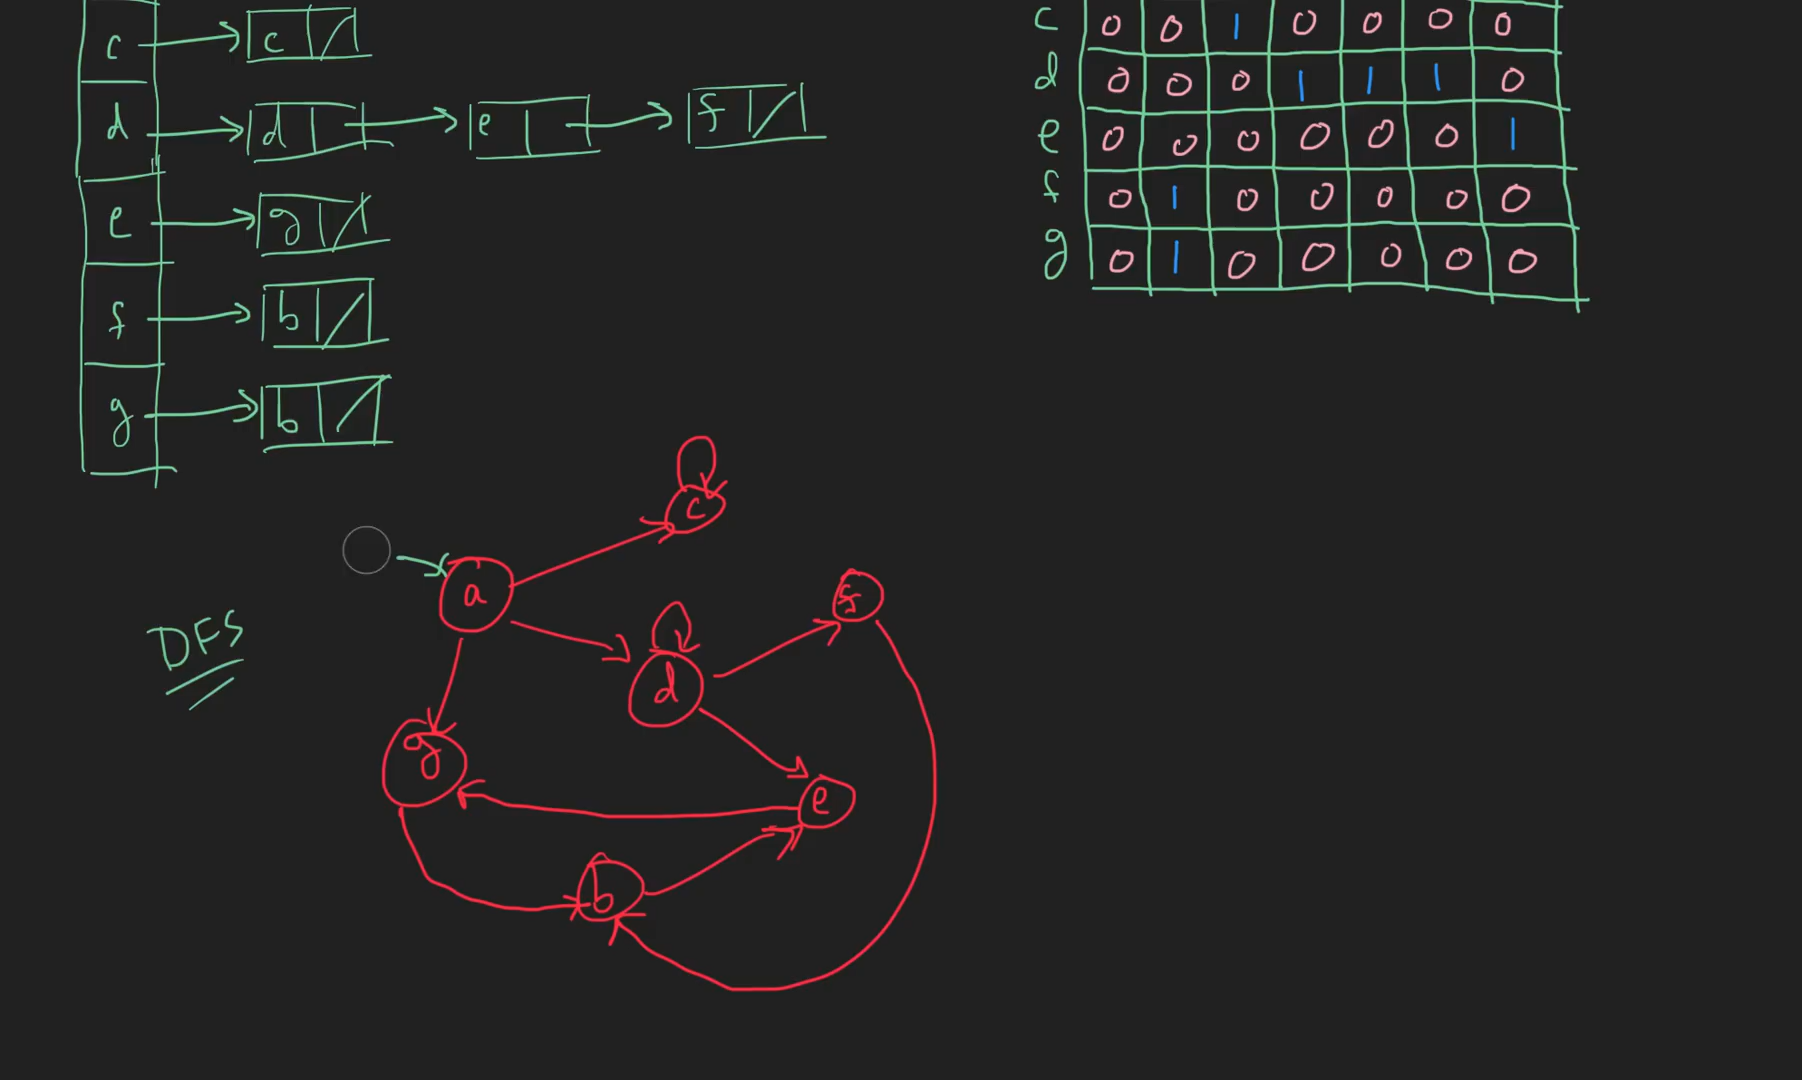 c c
d d e f
e g
f b
g b
c 0 0 1 0 0 0 0
d 0 0 0 1 1 1 0
e 0 0 0 0 0 0 1
f 0 1 0 0 0 0 0
g 0 1 0 0 0 0 0
c
a
f
DFS
d
g
e
b